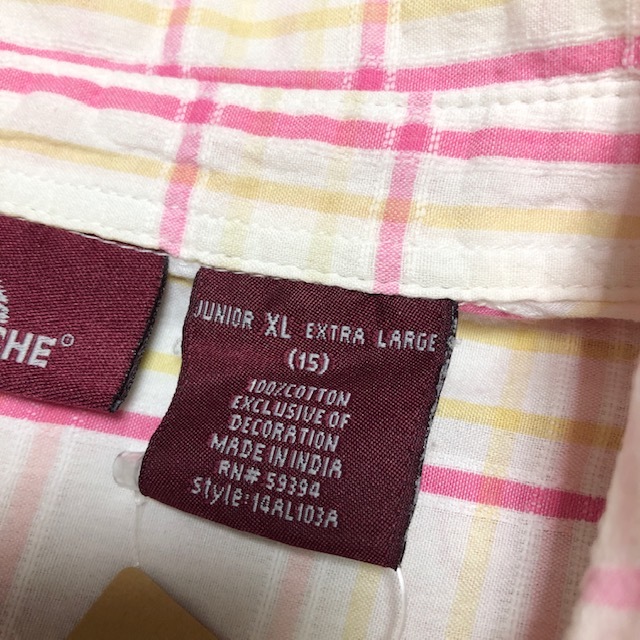 CHE®
JUNIOR XL EXTRA LARGE
(15)
100%COTTON
EXCLUSIVE OF
DECORATION
MADE IN INDIA
RN# 59394
Style:14AL103A